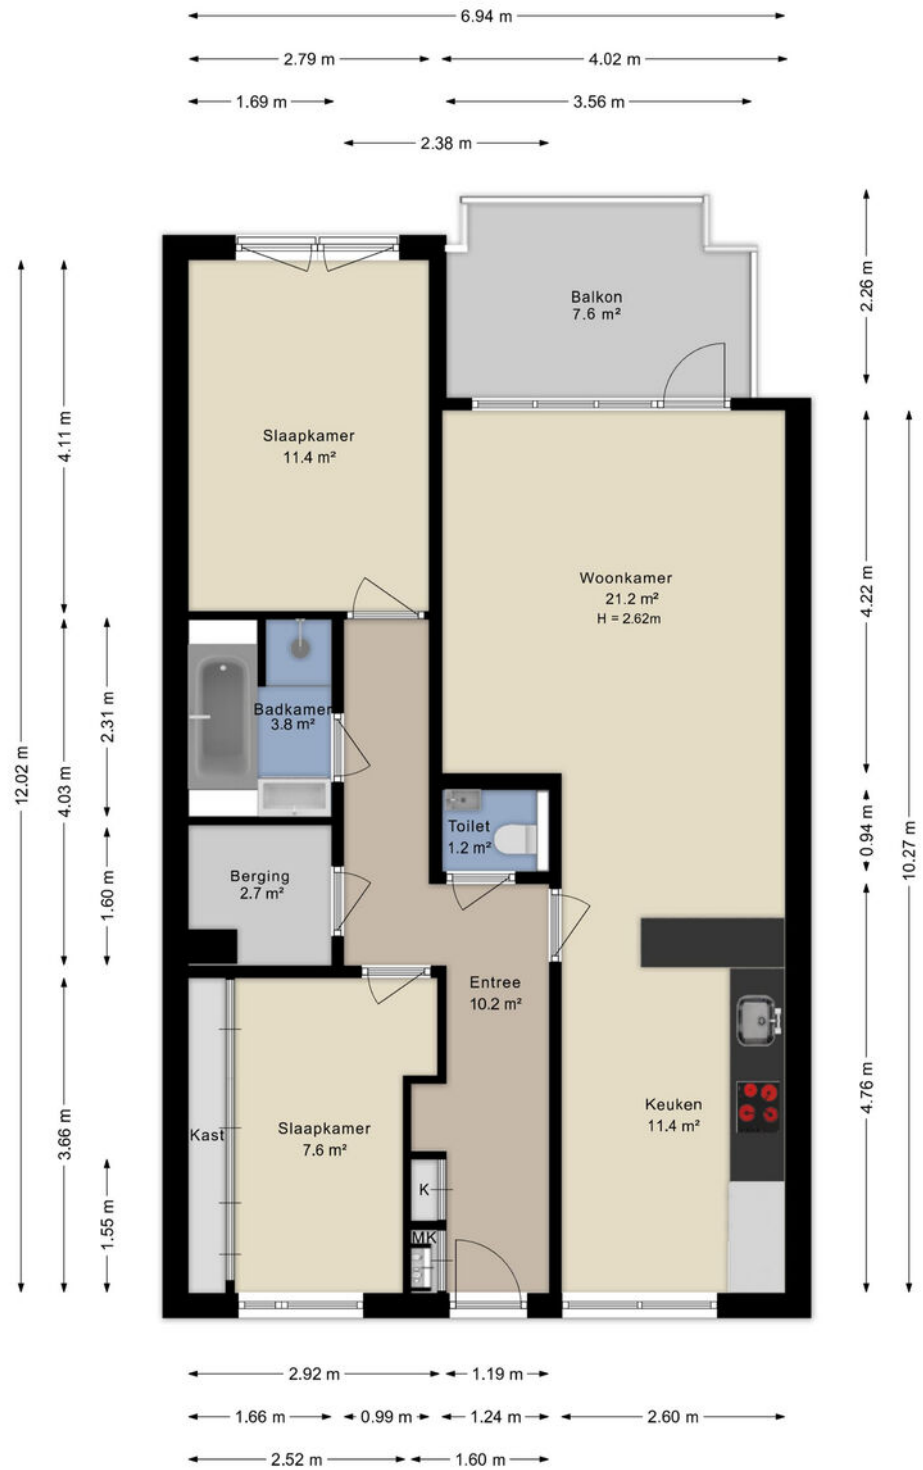 6.94 m
2.79 m
4.02 m
1.69 m
3.56 m
2.38 m
2.26 m
Balkon
7.6 m²
4.11 m
Slaapkamer
11.4 m²
Woonkamer
21.2 m²
H = 2.62m
4.22 m
12.02 m
4.03 m
2.31 m
Badkamer
3.8 m²
Toilet
1.2 m²
0.94 m
10.27 m
1.60 m
Berging
2.7 m²
Entree
10.2 m²
3.66 m
1.55 m
Kast
Slaapkamer
7.6 m²
Keuken
11.4 m²
4.76 m
K
MK
2.92 m
1.19 m
1.66 m
0.99 m
1.24 m
2.60 m
2.52 m
1.60 m